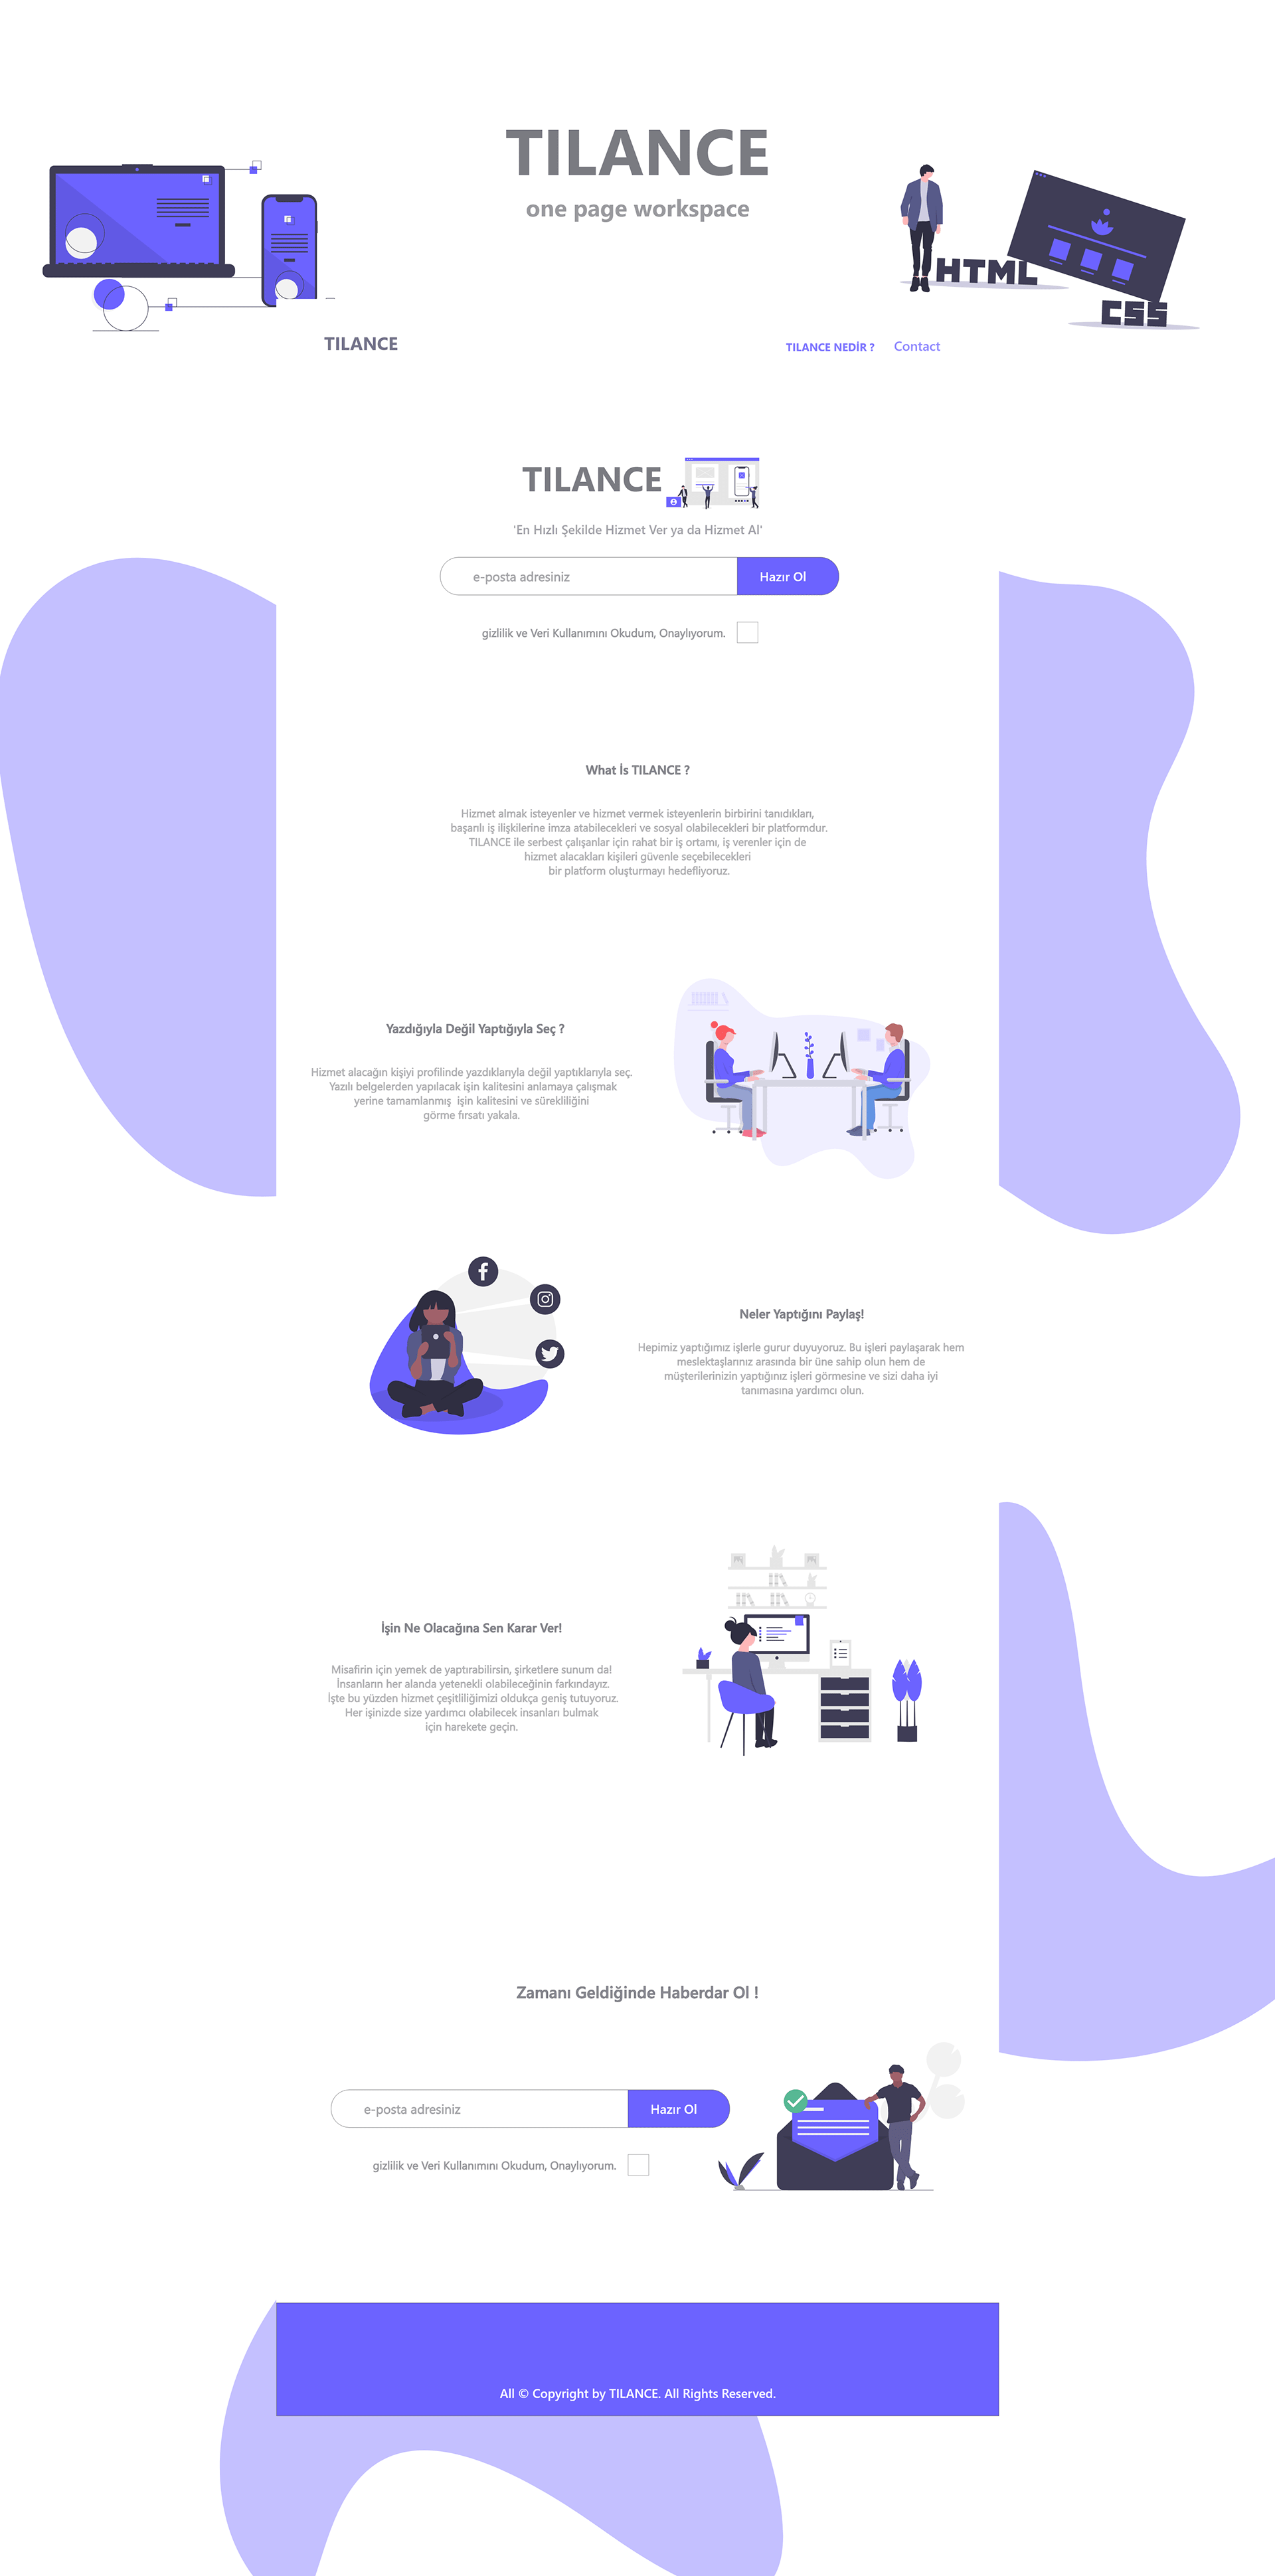 TILANCE
one page workspace
HTML
CSS
TILANCE
TILANCE NEDİR ?
Contact
TILANCE
'En Hızlı Şekilde Hizmet Ver ya da Hizmet Al'
e-posta adresiniz
Hazır Ol
gizlilik ve Veri Kullanımını Okudum, Onaylıyorum.
What İs TILANCE ?
Hizmet almak isteyenler ve hizmet vermek isteyenlerin birbirini tanıdıkları,
başarılı iş ilişkilerine imza atabilecekleri ve sosyal olabilecekleri bir platformdur.
TILANCE ile serbest çalışanlar için rahat bir iş ortamı, iş verenler için de
hizmet alacakları kişileri güvenle seçebilecekleri
bir platform oluşturmayı hedefliyoruz.
Yazdığıyla Değil Yaptığıyla Seç ?
Hizmet alacağın kişiyi profilinde yazdıklarıyla değil yaptıklarıyla seç.
Yazılı belgelerden yapılacak işin kalitesini anlamaya çalışmak
yerine tamamlanmış  işin kalitesini ve sürekliliğini
görme fırsatı yakala.
Neler Yaptığını Paylaş!
Hepimiz yaptığımız işlerle gurur duyuyoruz. Bu işleri paylaşarak hem
meslektaşlarınız arasında bir üne sahip olun hem de
müşterilerinizin yaptığınız işleri görmesine ve sizi daha iyi
tanımasına yardımcı olun.
İşin Ne Olacağına Sen Karar Ver!
Misafirin için yemek de yaptırabilirsin, şirketlere sunum da!
İnsanların her alanda yetenekli olabileceğinin farkındayız.
İşte bu yüzden hizmet çeşitliliğimizi oldukça geniş tutuyoruz.
Her işinizde size yardımcı olabilecek insanları bulmak
için harekete geçin.
Zamanı Geldiğinde Haberdar Ol !
e-posta adresiniz
Hazır Ol
gizlilik ve Veri Kullanımını Okudum, Onaylıyorum.
All © Copyright by TILANCE. All Rights Reserved.